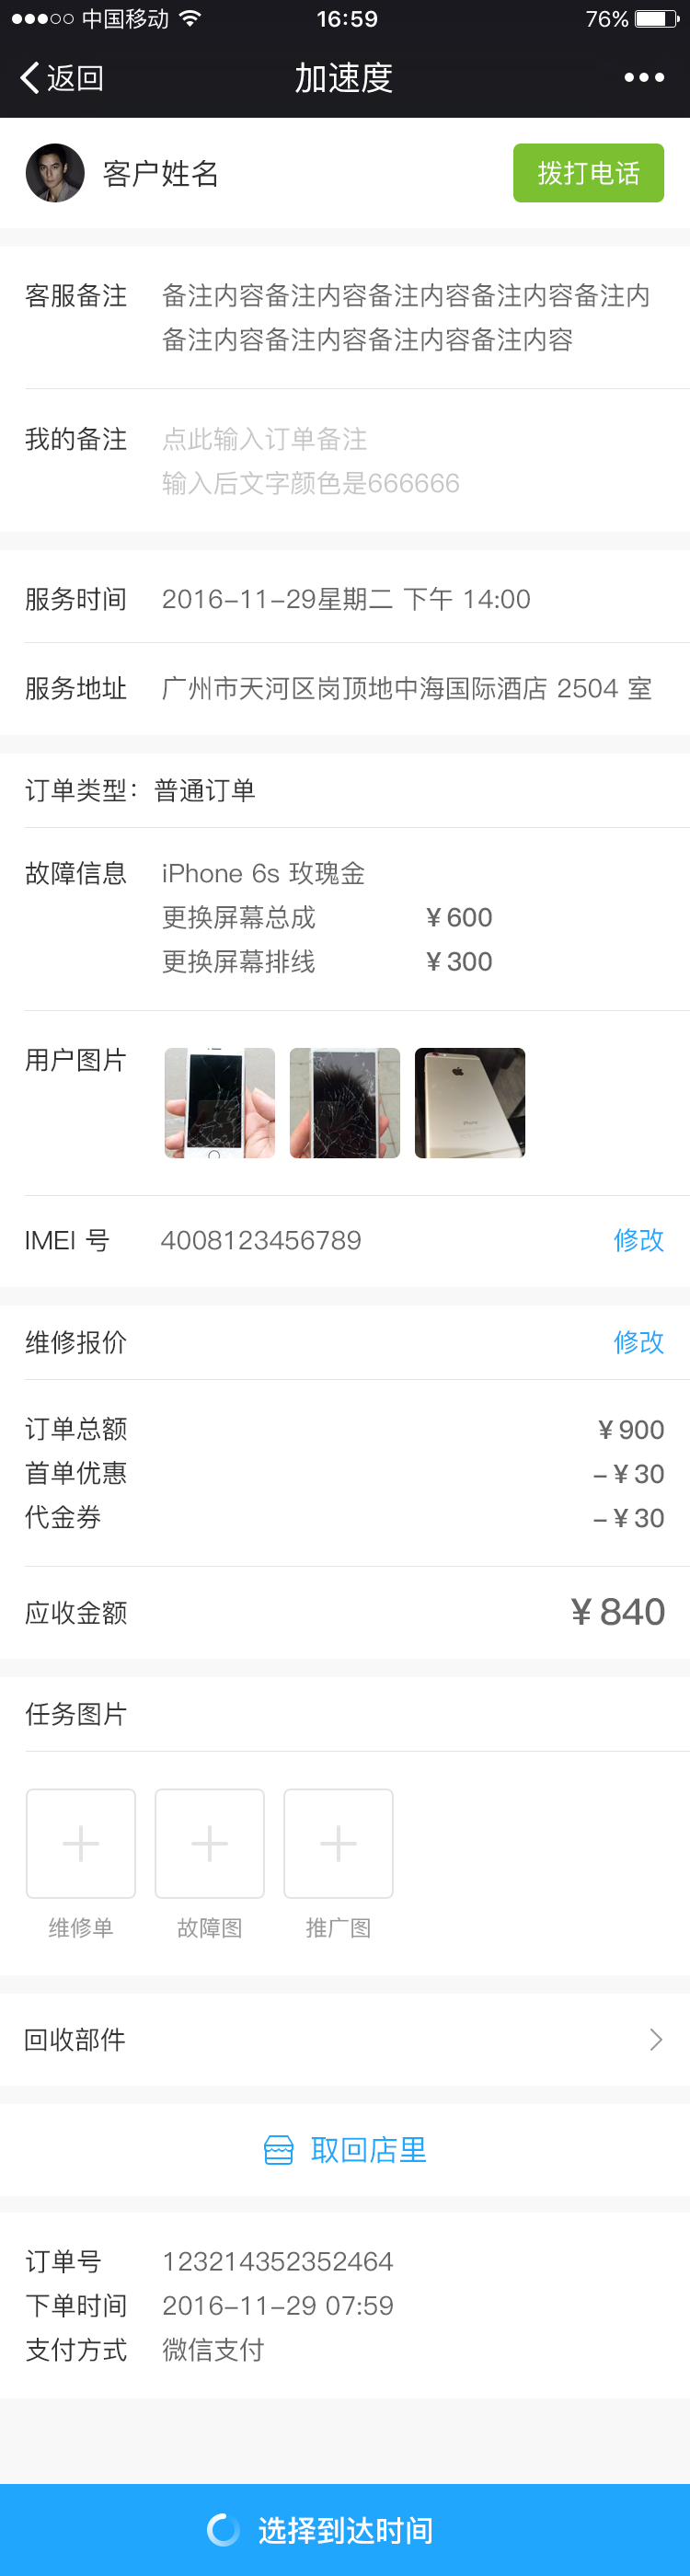 中国移动 16:59 76%
返回 加速度
客户姓名 拨打电话
客服备注 备注内容备注内容备注内容备注内容备注内
备注内容备注内容备注内容备注内容
我的备注 点此输入订单备注
输入后文字颜色是666666
服务时间 2016-11-29星期二 下午 14:00
服务地址 广州市天河区岗顶地中海国际酒店 2504 室
订单类型：普通订单
故障信息 iPhone 6s 玫瑰金
更换屏幕总成 ¥600
更换屏幕排线 ¥300
用户图片
iPhone
IMEI 号 4008123456789 修改
维修报价 修改
订单总额 ¥900
首单优惠 -¥30
代金券 -¥30
应收金额 ¥840
任务图片
维修单 故障图 推广图
回收部件
取回店里
订单号 123214352352464
下单时间 2016-11-29 07:59
支付方式 微信支付
选择到达时间